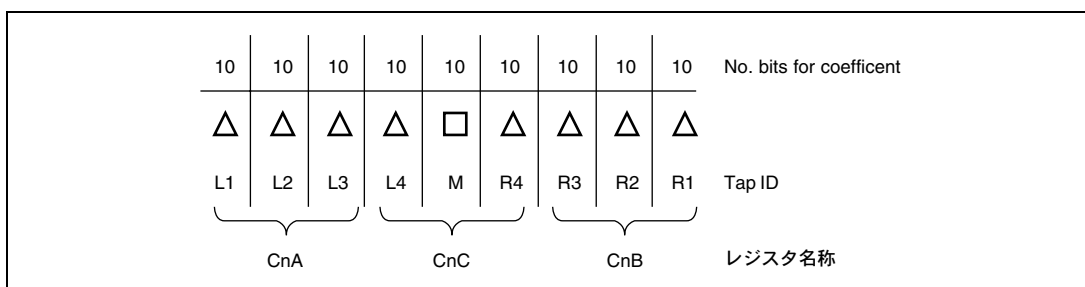 10 10 10 10 10 10 10 10 10 No. bits for coefficent
L1 L2 L3 L4 M R4 R3 R2 R1 Tap ID
CnA CnC CnB レジスタ名称